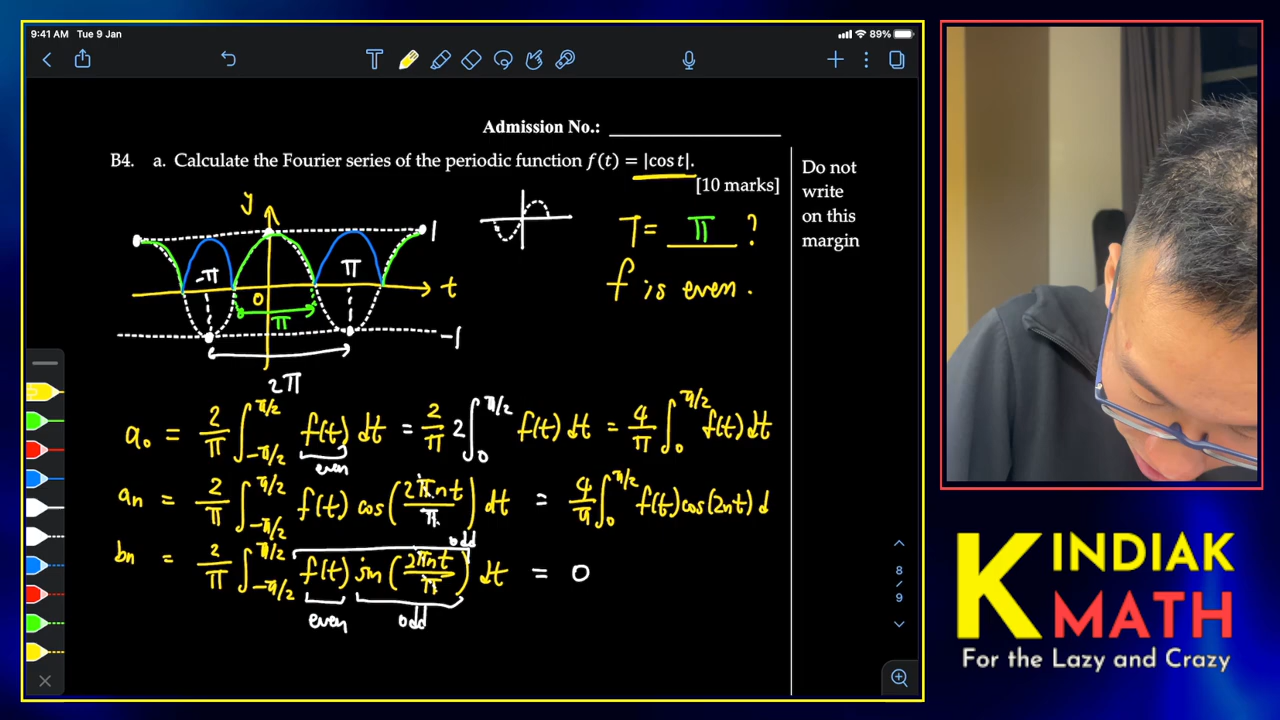 9:41 AM Tue 9 Jan
89%
Admission No.: ____________
B4. a. Calculate the Fourier series of the periodic function f(t) = |cos t|.
[10 marks]
Do not
write
on this
margin
y
1
-π
π
0
t
π
-1
2π
T = π ?
f is even.
a₀ = 2/π ∫_{-π/2}^{π/2} f(t) dt = 2/π 2 ∫_0^{π/2} f(t) dt = 4/π ∫_0^{π/2} f(t) dt
even
aₙ = 2/π ∫_{-π/2}^{π/2} f(t) cos (2πnt/π) dt = 4/π ∫_0^{π/2} f(t) cos(2nt) d
odd
bₙ = 2/π ∫_{-π/2}^{π/2} f(t) sin (2πnt/π) dt = 0
even odd
8
/
9
KINDIAK
MATH
For the Lazy and Crazy